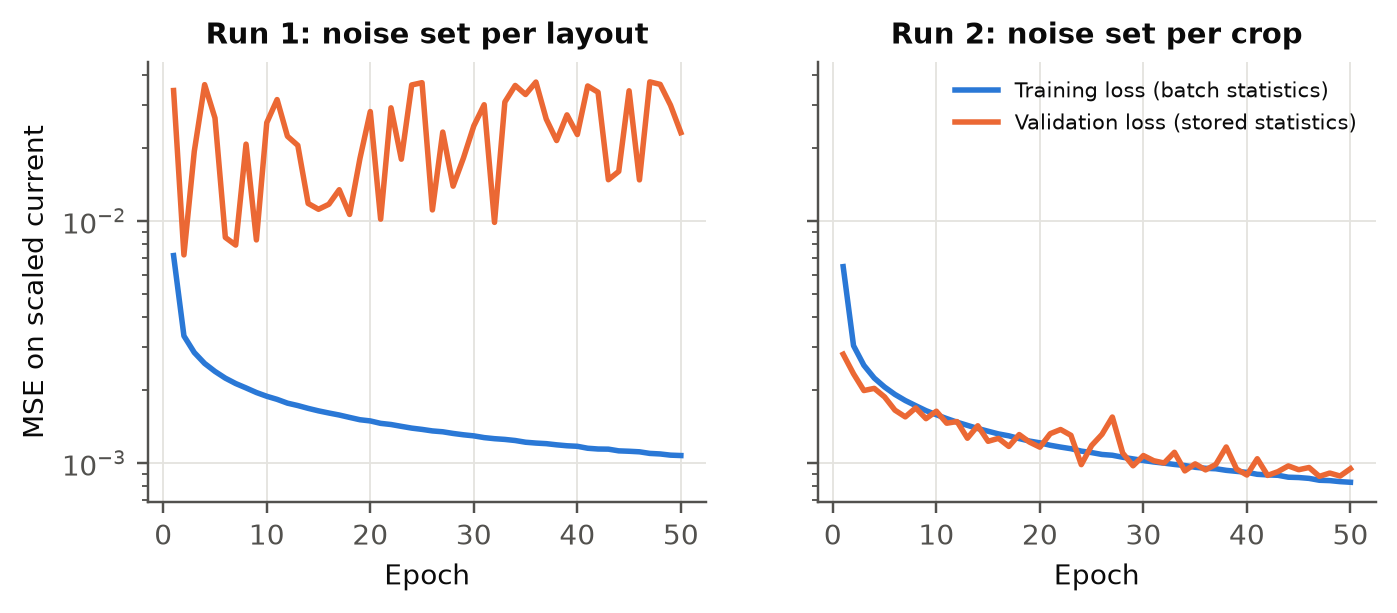 Run 1: noise set per layout
Run 2: noise set per crop
Training loss (batch statistics)
Validation loss (stored statistics)
MSE on scaled current
10⁻²
10⁻³
0 10 20 30 40 50
0 10 20 30 40 50
Epoch
Epoch